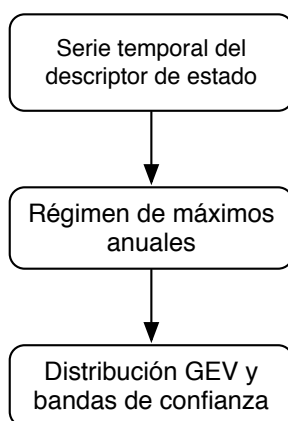 Serie temporal del
descriptor de estado
Régimen de máximos
anuales
Distribución GEV y
bandas de confianza